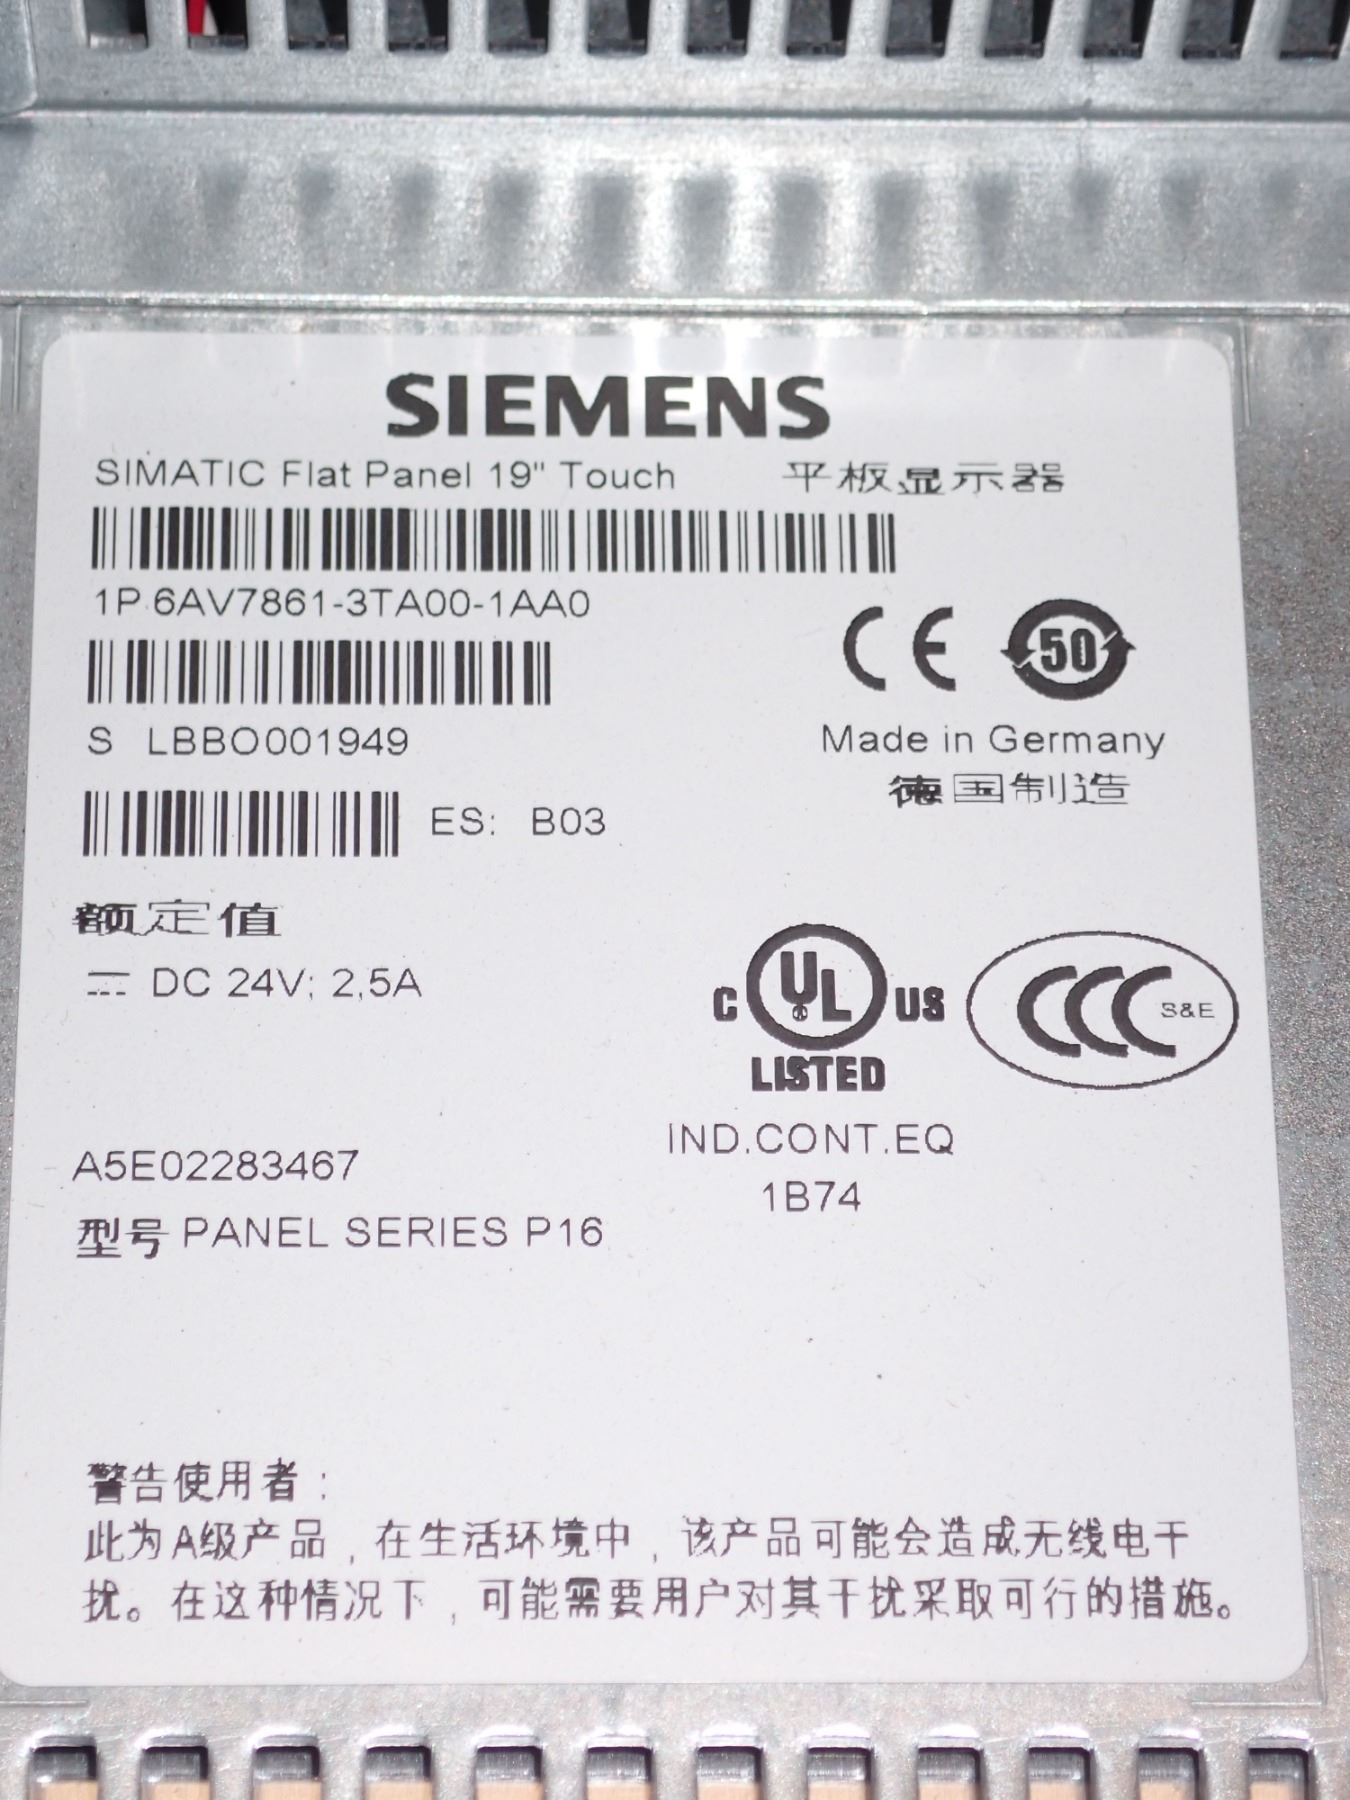 SIEMENS
SIMATIC Flat Panel 19" Touch 平板显示器
1P 6AV7861-3TA00-1AA0
CE 50
S LBBO001949
Made in Germany
德国制造
ES: B03
额定值
DC 24V; 2,5A
C UL US
LISTED
CCC S&E
IND.CONT.EQ
1B74
A5E02283467
型号 PANEL SERIES P16
警告使用者：
此为A级产品，在生活环境中，该产品可能会造成无线电干
扰。在这种情况下，可能需要用户对其干扰采取可行的措施。